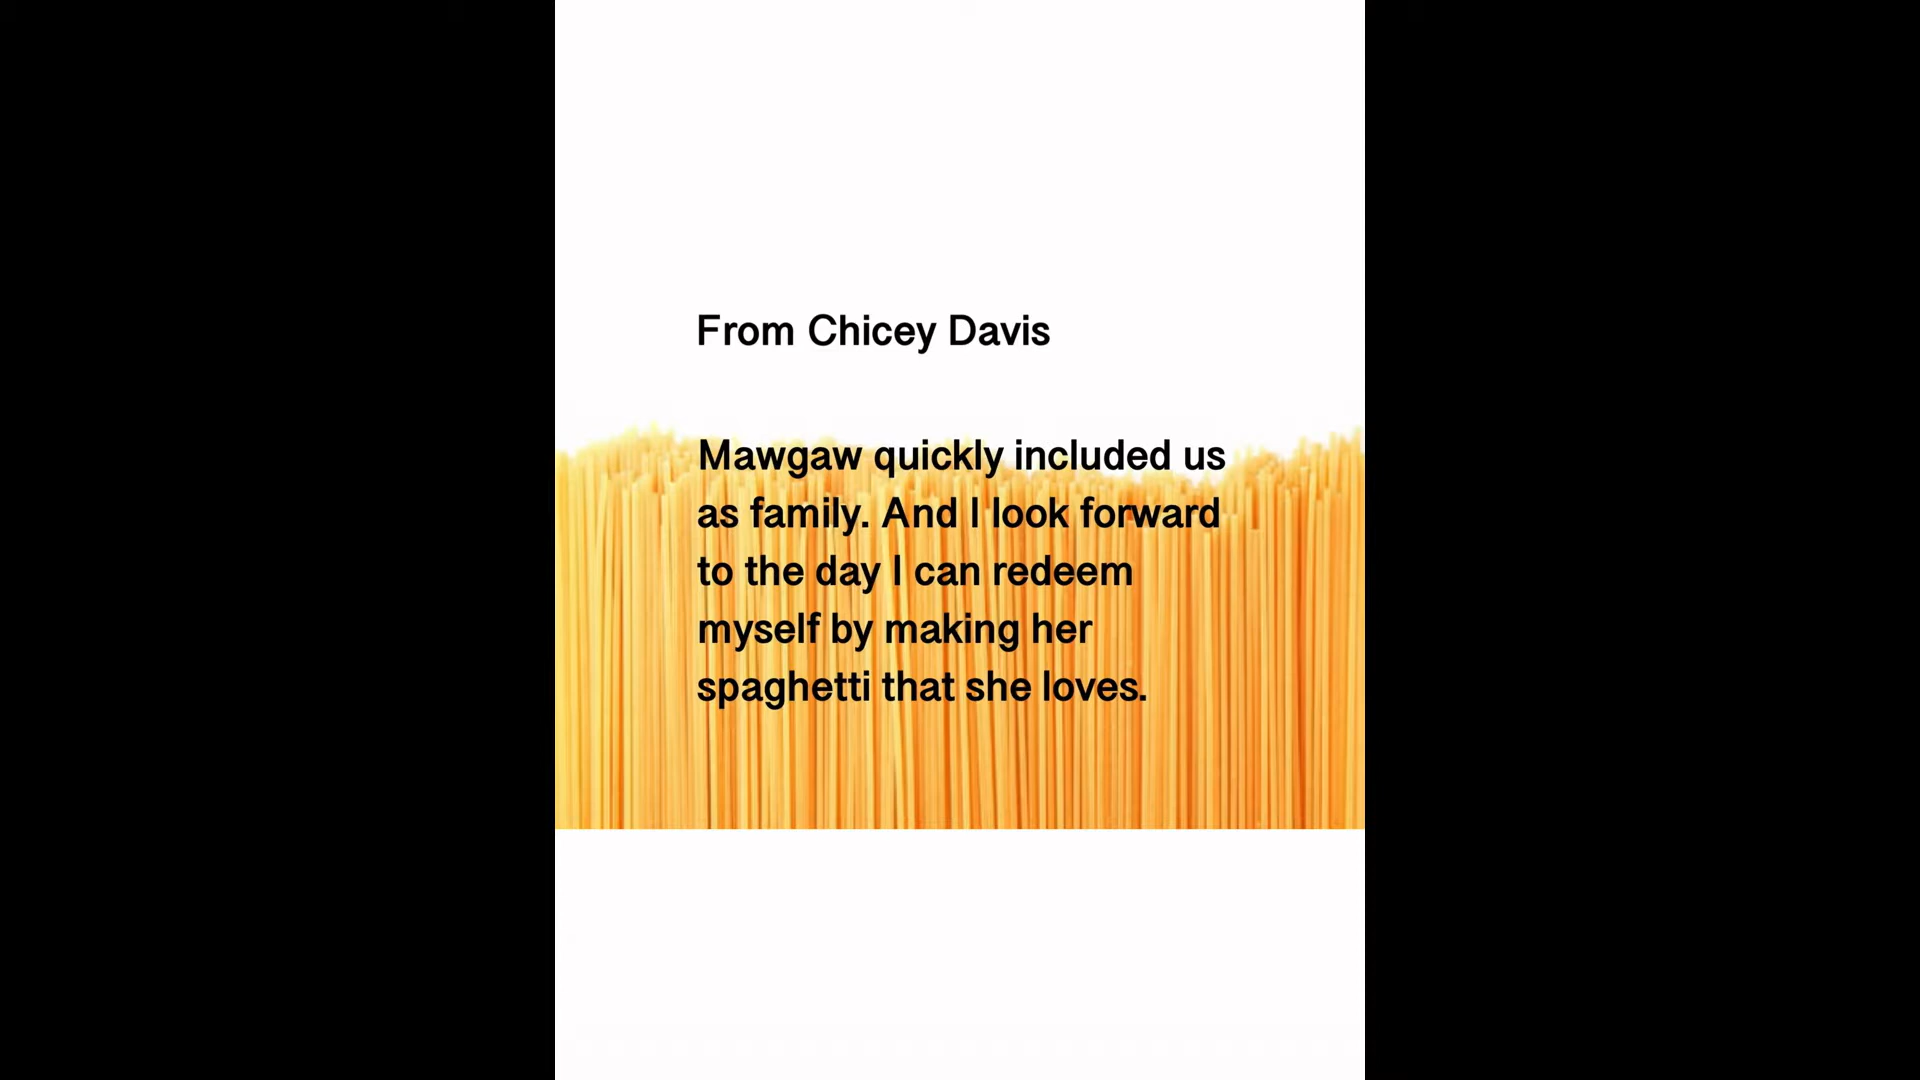 From Chicey Davis
Mawgaw quickly included us
as family. And I look forward
to the day I can redeem
myself by making her
spaghetti that she loves.